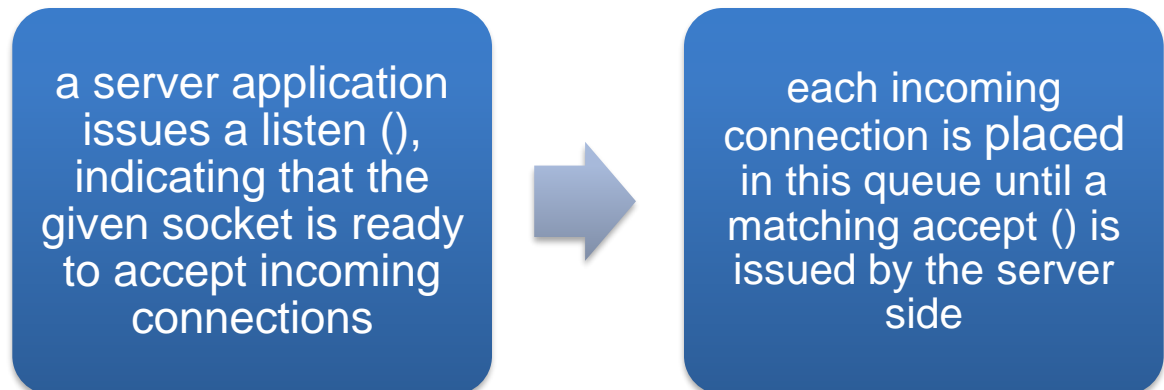 a server application
issues a listen (),
indicating that the
given socket is ready
to accept incoming
connections
each incoming
connection is placed
in this queue until a
matching accept () is
issued by the server
side